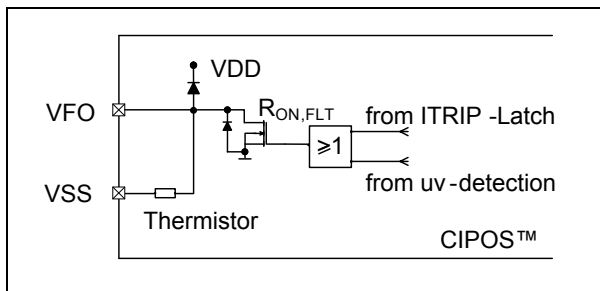 VDD
VFO
R_ON,FLT
from ITRIP -Latch
≥1
from uv-detection
VSS
Thermistor
CIPOS™